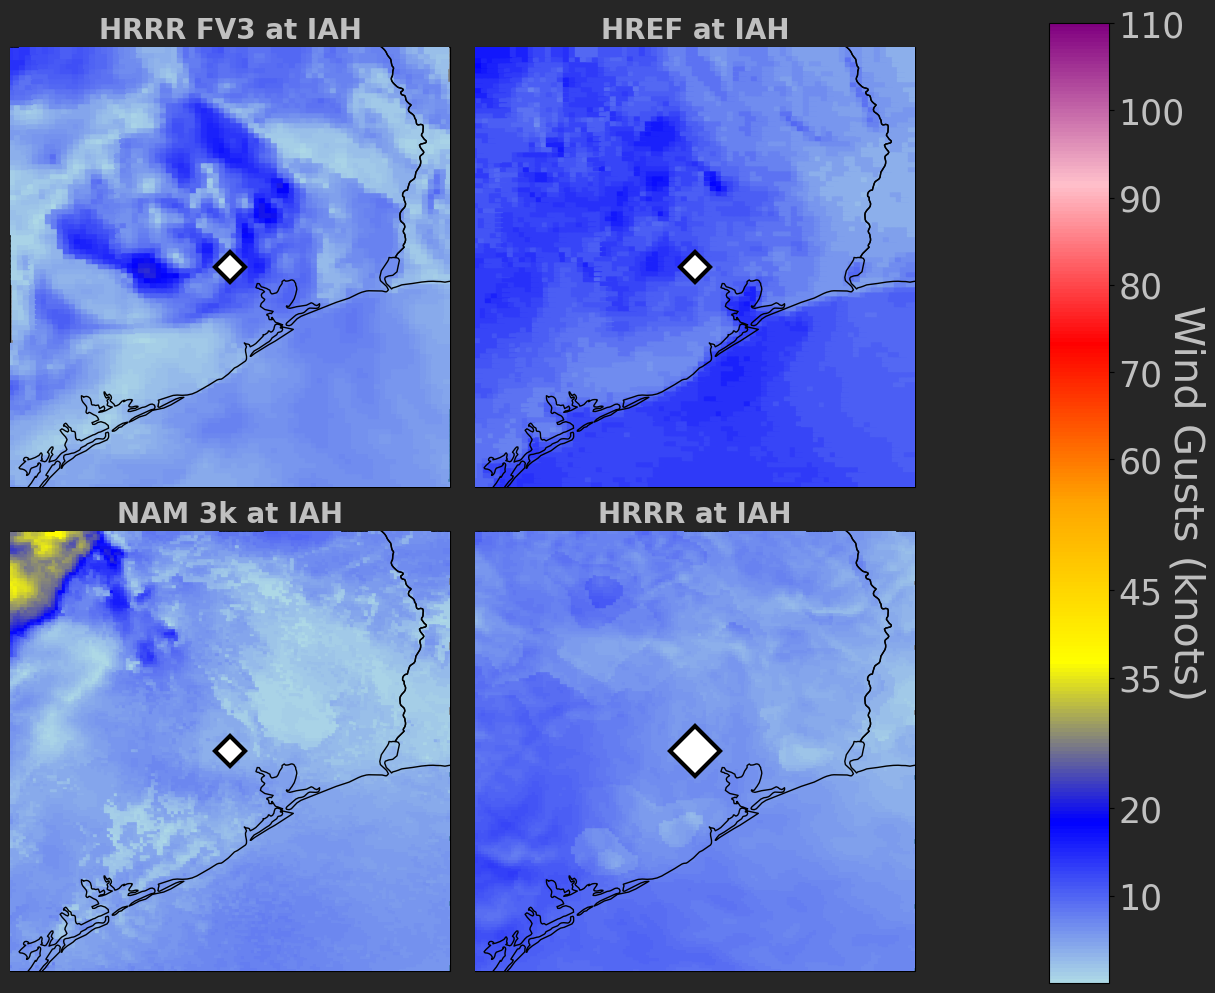 HRRR FV3 at IAH
HREF at IAH
NAM 3k at IAH
HRRR at IAH
110
100
90
80
70
60
45
35
20
10
Wind Gusts (knots)